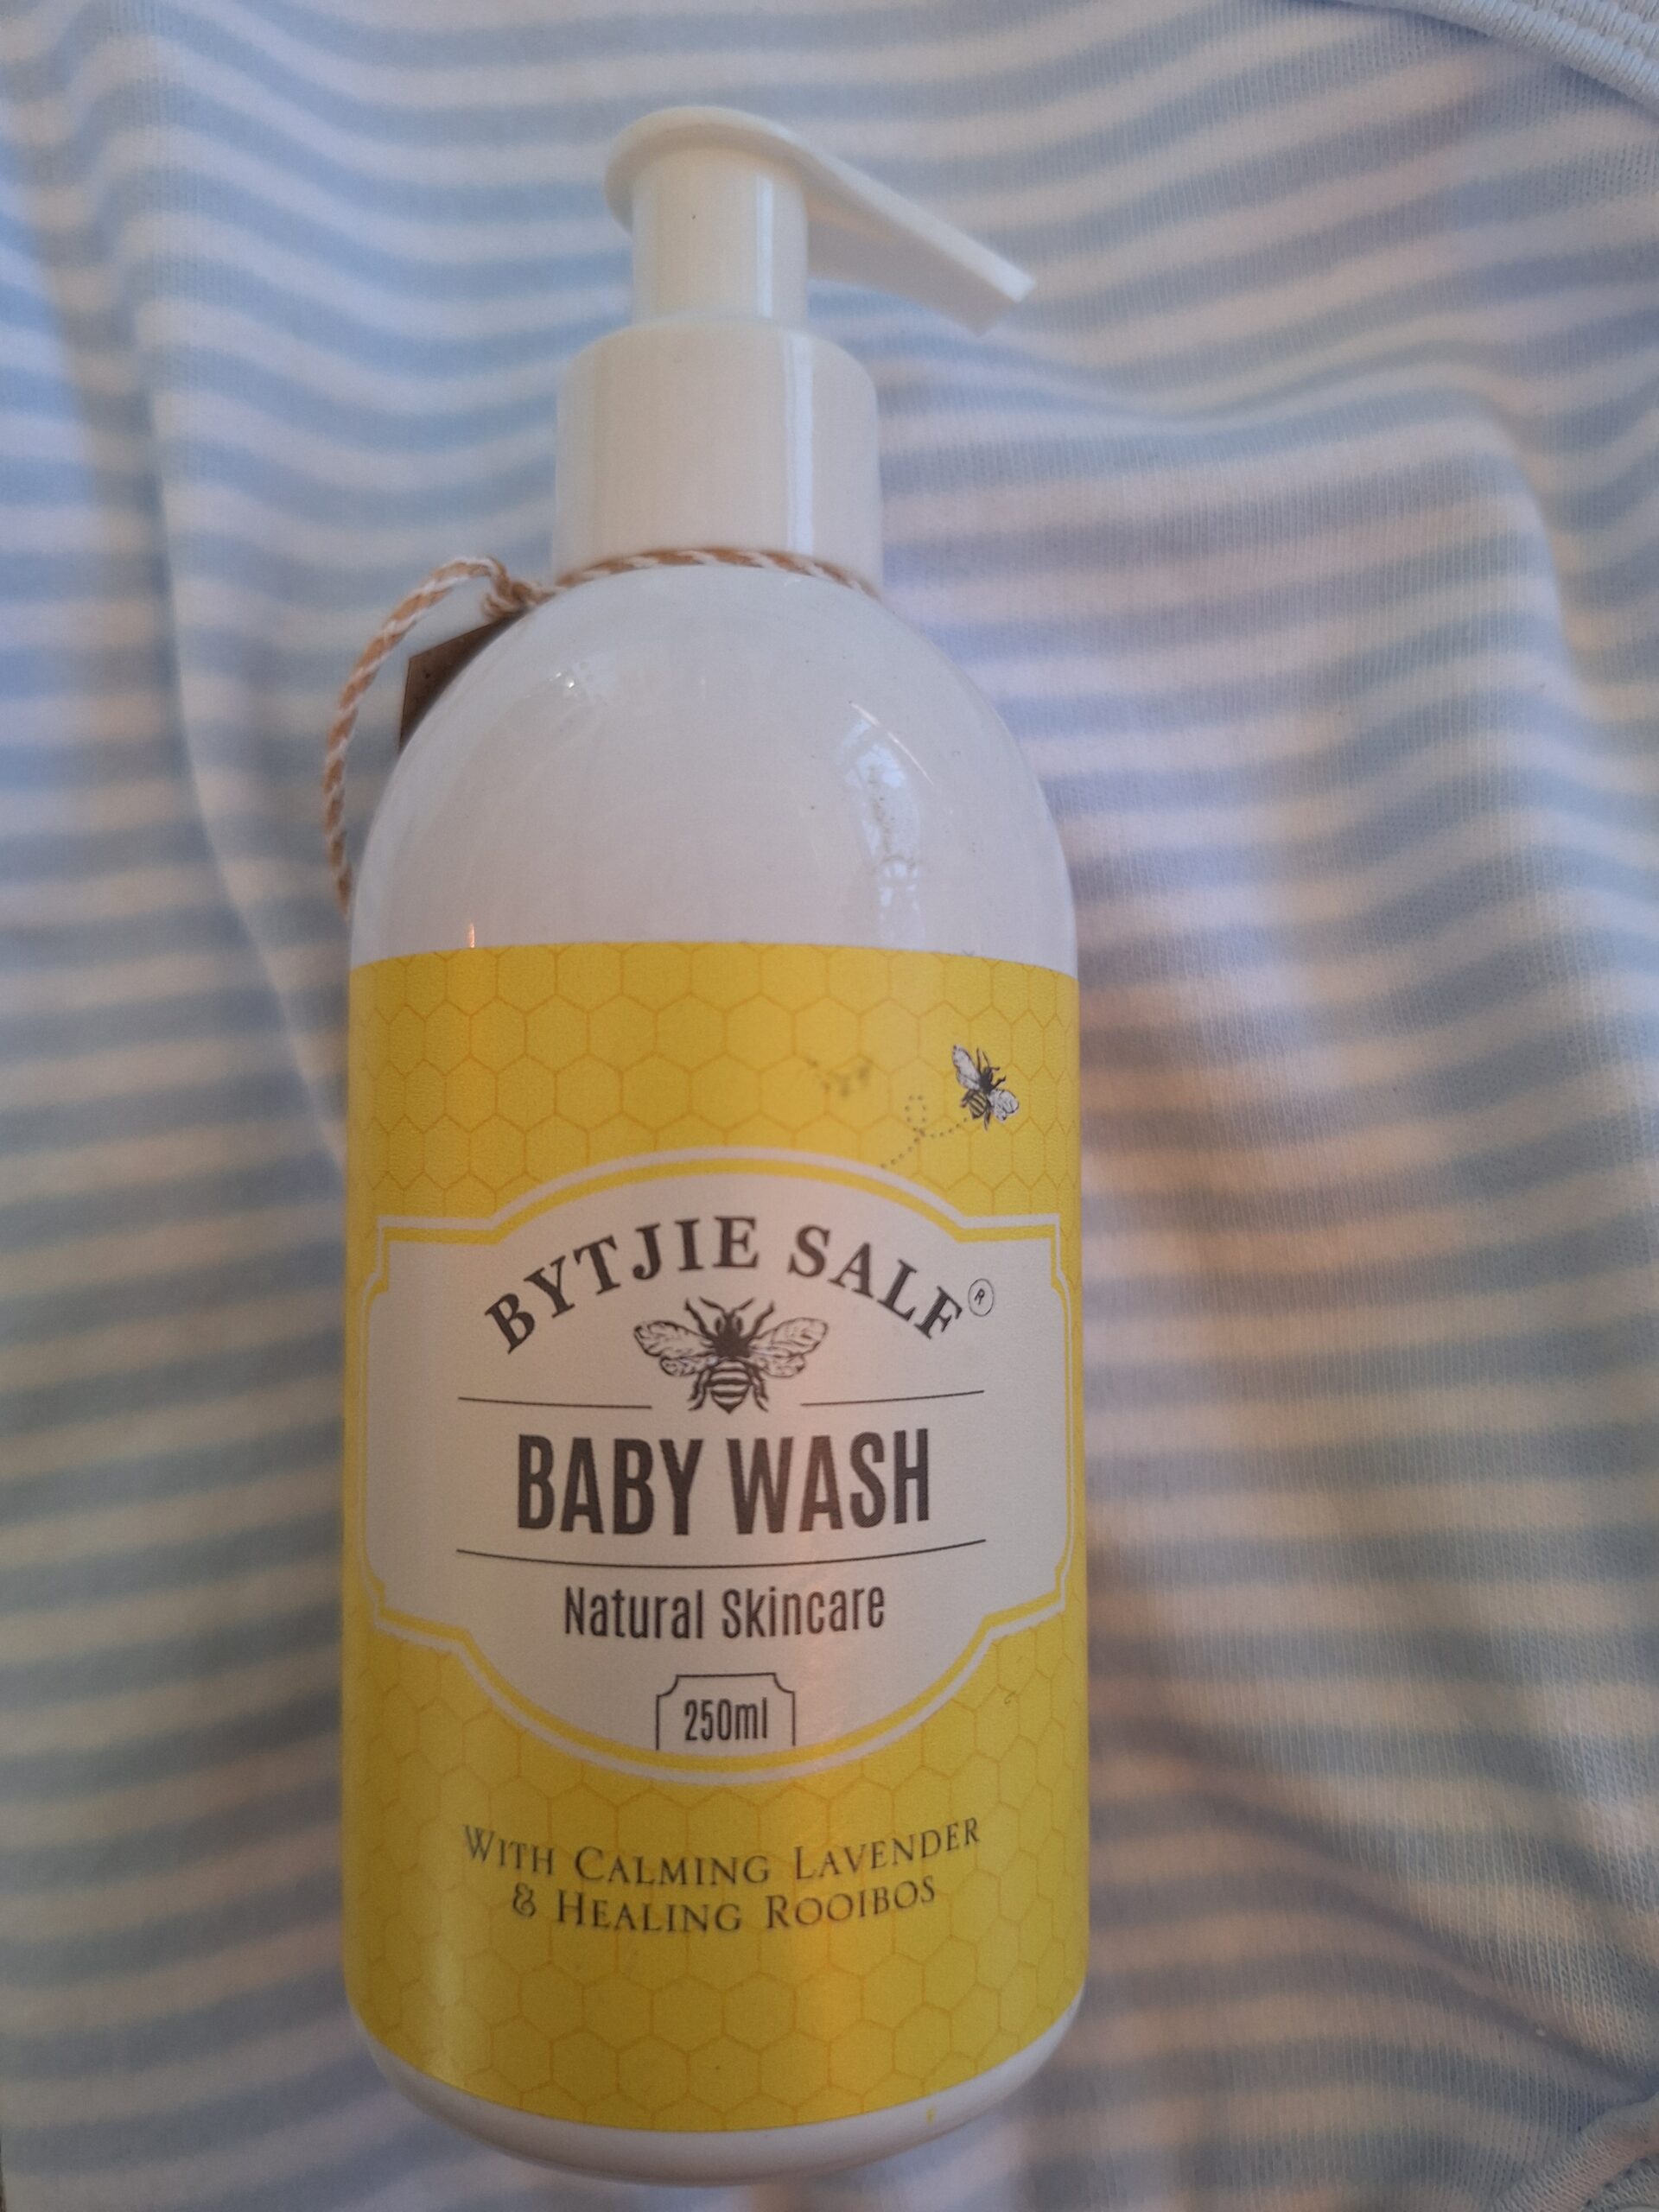 BYTJIE SALF®
BABY WASH
Natural Skincare
250ml
WITH CALMING LAVENDER
& HEALING ROOIBOS